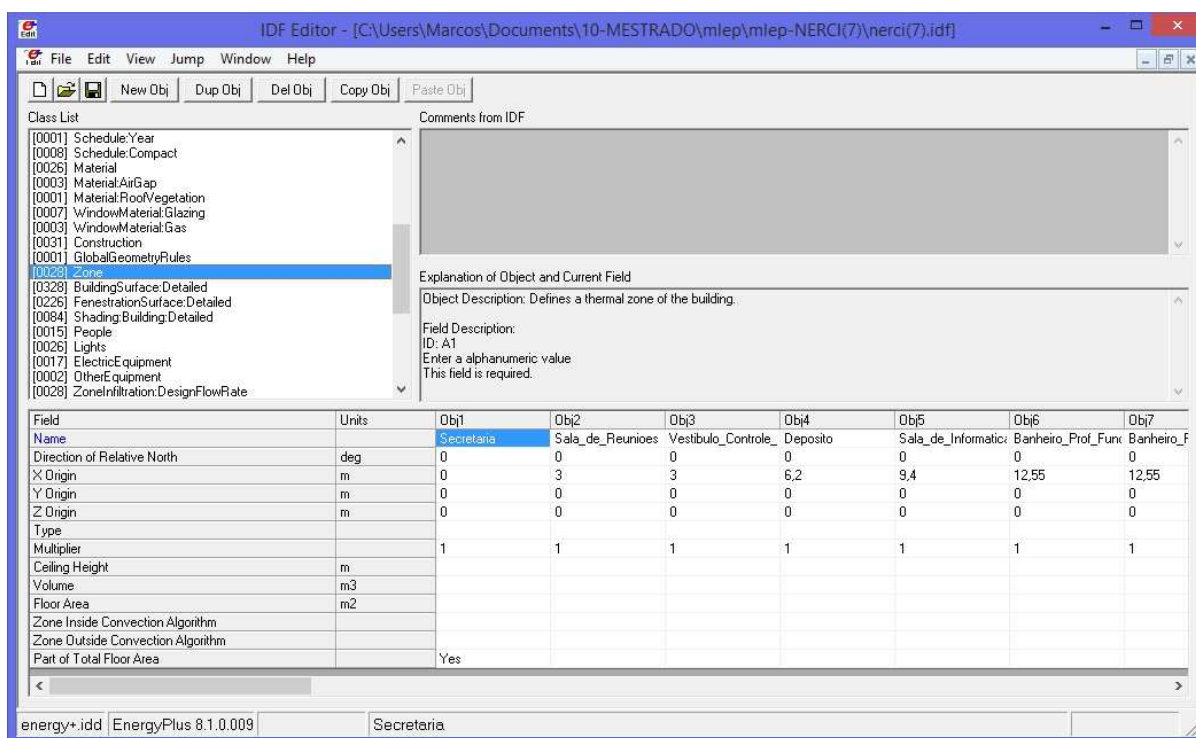 IDF Editor - [C:\Users\Marcos\Documents\10-MESTRADO\mlep\mlep-NERCI(7)\nerci(7).idf]
File Edit View Jump Window Help
New Obj Dup Obj Del Obj Copy Obj Paste Obj
Class List
[0001] Schedule:Year
[0008] Schedule:Compact
[0026] Material
[0003] Material:AirGap
[0001] Material:RoofVegetation
[0007] WindowMaterial:Glazing
[0003] WindowMaterial:Gas
[0031] Construction
[0001] GlobalGeometryRules
[0028] Zone
[0328] BuildingSurface:Detailed
[0226] FenestrationSurface:Detailed
[0084] Shading:Building:Detailed
[0015] People
[0026] Lights
[0017] ElectricEquipment
[0002] OtherEquipment
[0028] ZoneInfiltration:DesignFlowRate
Comments from IDF
Explanation of Object and Current Field
Object Description: Defines a thermal zone of the building.
Field Description:
ID: A1
Enter a alphanumeric value
This field is required.
Field Units Obj1 Obj2 Obj3 Obj4 Obj5 Obj6 Obj7
Name Secretaria Sala_de_Reunioes Vestibulo_Controle_ Deposito Sala_de_Informatica Banheiro_Prof_Func Banheiro_F
Direction of Relative North deg 0 0 0 0 0 0 0
X Origin m 0 3 3 6,2 9,4 12,55 12,55
Y Origin m 0 0 0 0 0 0 0
Z Origin m 0 0 0 0 0 0 0
Type
Multiplier 1 1 1 1 1 1 1
Ceiling Height m
Volume m3
Floor Area m2
Zone Inside Convection Algorithm
Zone Outside Convection Algorithm
Part of Total Floor Area Yes
energy+.idd EnergyPlus 8.1.0.009 Secretaria